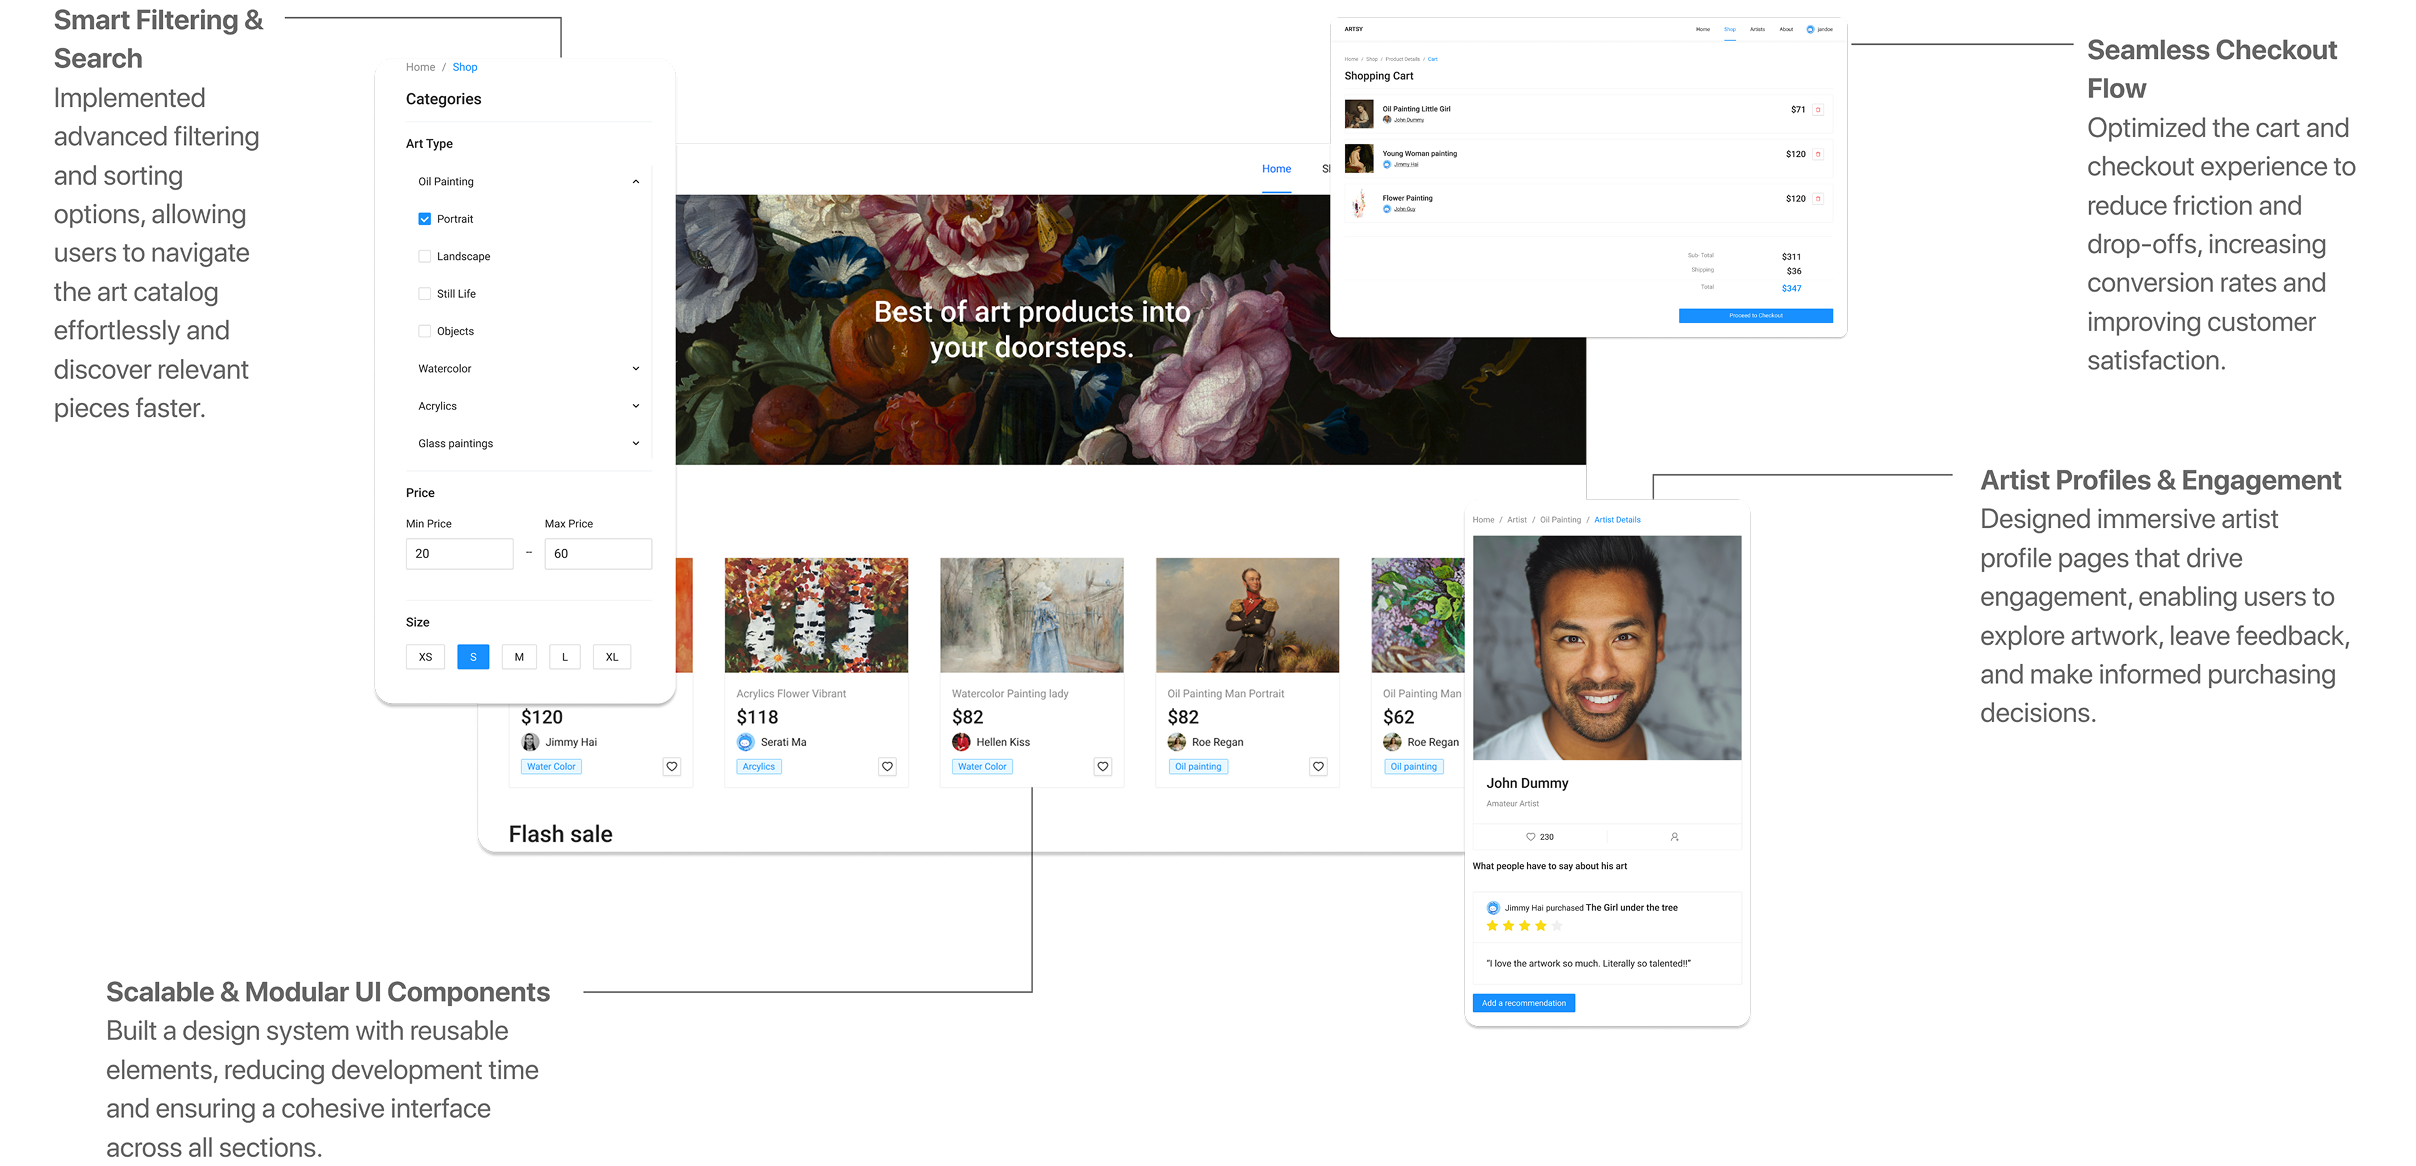 Smart Filtering &
Search
Implemented
advanced filtering
and sorting
options, allowing
users to navigate
the art catalog
effortlessly and
discover relevant
pieces faster.
Home / Shop
Categories
Art Type
Oil Painting
Portrait
Landscape
Still Life
Objects
Watercolor
Acrylics
Glass paintings
Price
Min Price Max Price
20 – 60
Size
XS S M L XL
Home
Best of art products into
your doorsteps.
$120
Jimmy Hai
Water Color
Acrylics Flower Vibrant
$118
Serati Ma
Arcylics
Watercolor Painting lady
$82
Hellen Kiss
Water Color
Oil Painting Man Portrait
$82
Roe Regan
Oil painting
Oil Painting Man
$62
Roe Regan
Oil painting
Flash sale
ARTSY Home Shop Artists About jandoe
Home / Shop / Product Details / Cart
Shopping Cart
Oil Painting Little Girl
John Dummy
$71
Young Woman painting
Jimmy Hai
$120
Flower Painting
John Guy
$120
Sub- Total $311
Shipping $36
Total $347
Proceed to Checkout
Seamless Checkout
Flow
Optimized the cart and
checkout experience to
reduce friction and
drop-offs, increasing
conversion rates and
improving customer
satisfaction.
Artist Profiles & Engagement
Designed immersive artist
profile pages that drive
engagement, enabling users to
explore artwork, leave feedback,
and make informed purchasing
decisions.
Home / Artist / Oil Painting / Artist Details
John Dummy
Amateur Artist
230
What people have to say about his art
Jimmy Hai purchased The Girl under the tree
"I love the artwork so much. Literally so talented!!"
Add a recommendation
Scalable & Modular UI Components
Built a design system with reusable
elements, reducing development time
and ensuring a cohesive interface
across all sections.